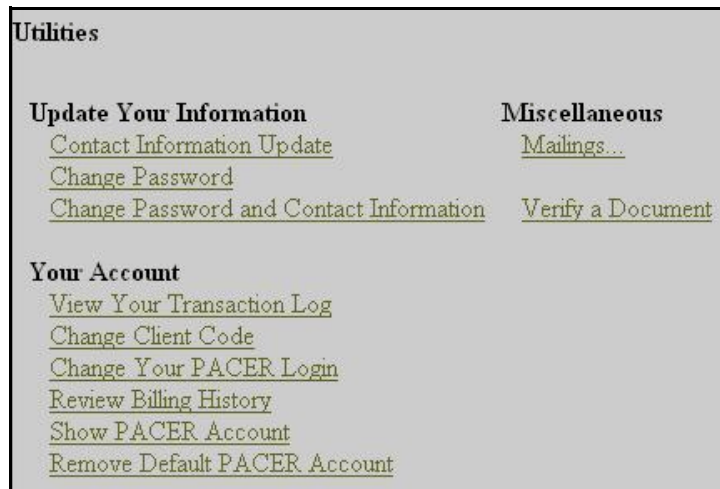 Utilities
Update Your Information
Contact Information Update
Change Password
Change Password and Contact Information
Miscellaneous
Mailings...
Verify a Document
Your Account
View Your Transaction Log
Change Client Code
Change Your PACER Login
Review Billing History
Show PACER Account
Remove Default PACER Account